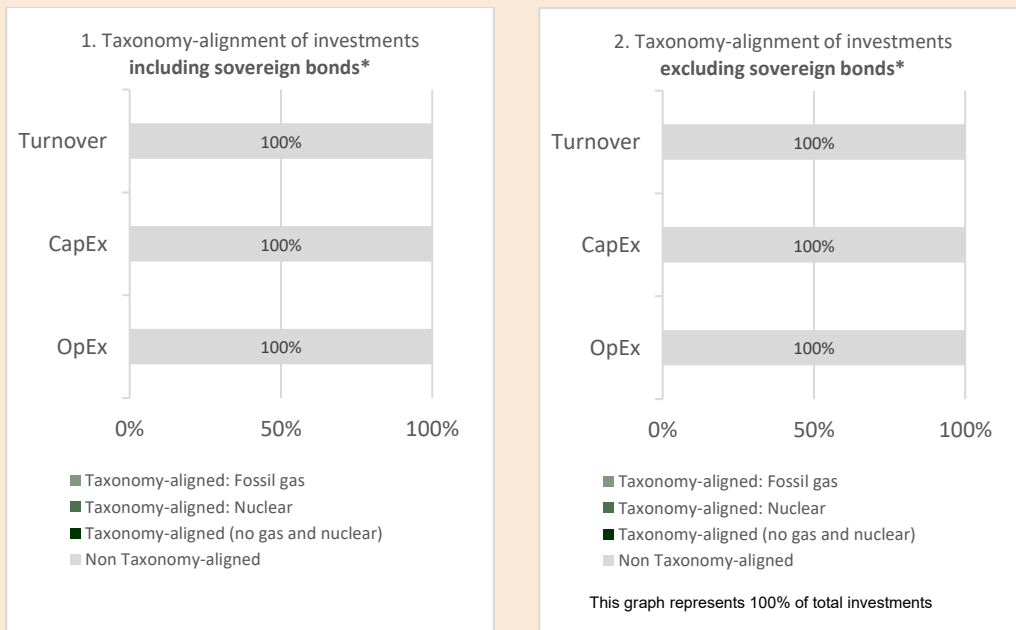 1. Taxonomy-alignment of investments
including sovereign bonds*
Turnover
100%
CapEx
100%
OpEx
100%
0%
50%
100%
Taxonomy-aligned: Fossil gas
Taxonomy-aligned: Nuclear
Taxonomy-aligned (no gas and nuclear)
Non Taxonomy-aligned
2. Taxonomy-alignment of investments
excluding sovereign bonds*
Turnover
100%
CapEx
100%
OpEx
100%
0%
50%
100%
Taxonomy-aligned: Fossil gas
Taxonomy-aligned: Nuclear
Taxonomy-aligned (no gas and nuclear)
Non Taxonomy-aligned
This graph represents 100% of total investments